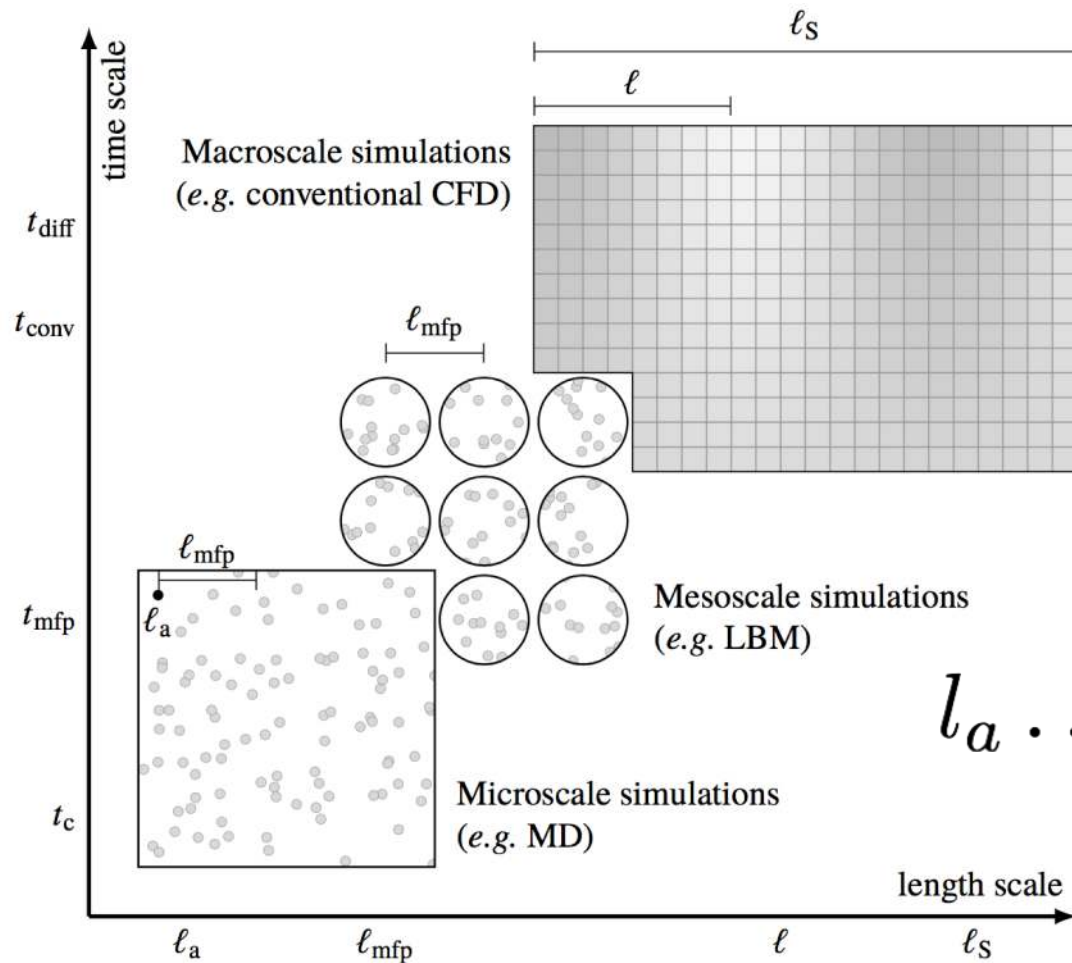 ℓS
ℓ
time scale
Macroscale simulations
(e.g. conventional CFD)
tdiff
tconv
ℓmfp
ℓmfp
ℓa
tmfp
Mesoscale simulations
(e.g. LBM)
la . .
Microscale simulations
(e.g. MD)
tc
length scale
ℓa ℓmfp ℓ ℓS